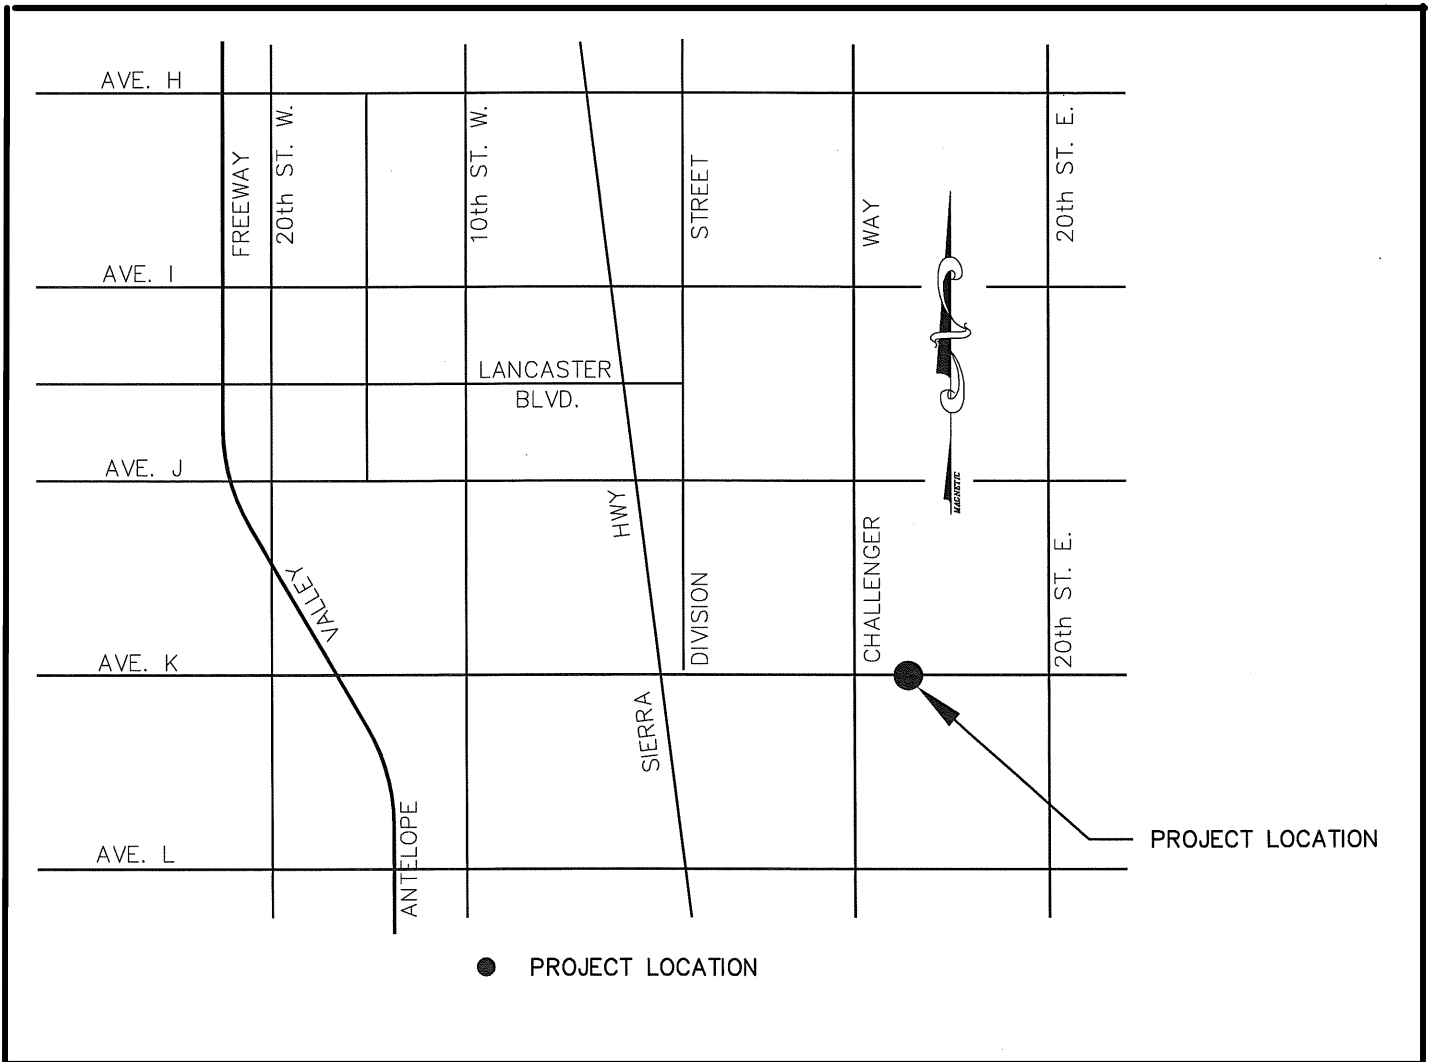 AVE. H
FREEWAY
20th ST. W.
10th ST. W.
STREET
WAY
20th ST. E.
AVE. I
LANCASTER
BLVD.
AVE. J
HWY
MAGNETIC
VALLEY
DIVISION
CHALLENGER
20th ST. E.
AVE. K
SIERRA
ANTELOPE
AVE. L
PROJECT LOCATION
PROJECT LOCATION